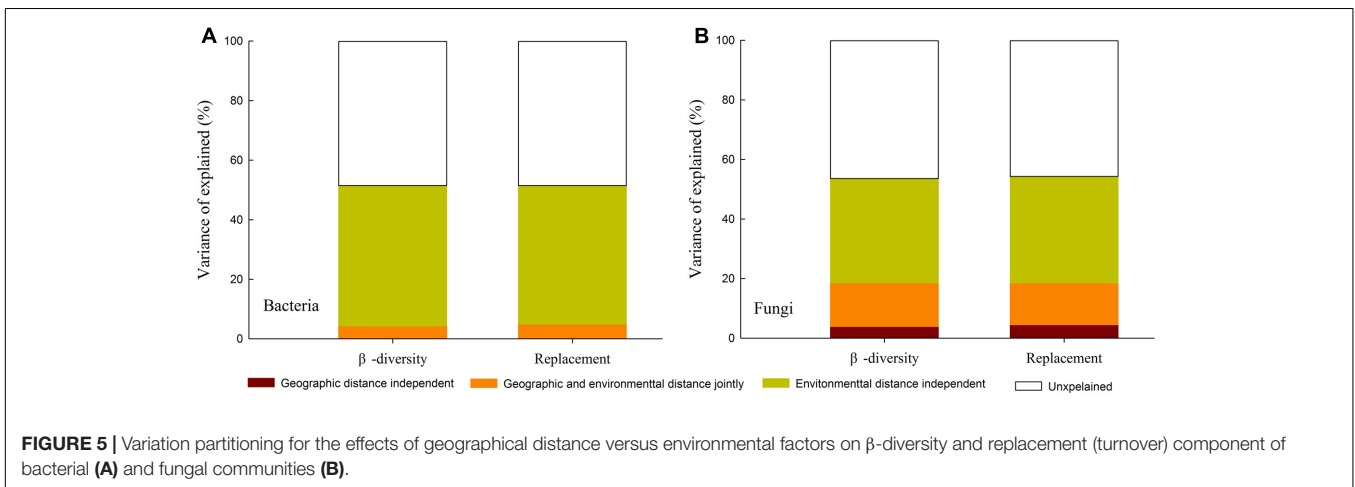 A
100
80
60
40
20
0
Variance of explained (%)
Bacteria
β -diversity
Replacement
B
100
80
60
40
20
0
Variance of explained (%)
Fungi
β -diversity
Replacement
Geographic distance independent
Geographic and environmenttal distance jointly
Envitonmenttal distance independent
Unxpelained
FIGURE 5 | Variation partitioning for the effects of geographical distance versus environmental factors on β-diversity and replacement (turnover) component of
bacterial (A) and fungal communities (B).